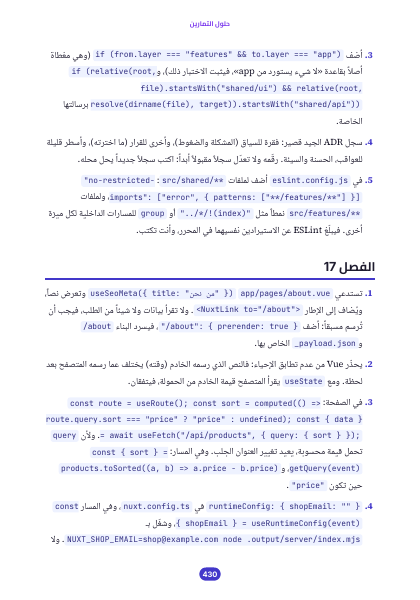 حلول التمارين
3. أضف if (from.layer === "features" && to.layer === "app") (وهي مغطاة
أصلاً بقاعدة «لا شيء يستورد من app»، فيثبت الاختبار ذلك)، و if (relative(root,
file).startsWith("shared/ui") && relative(root,
resolve(dirname(file), target)).startsWith("shared/api")) برسالتها
الخاصة.
4. سجل ADR الجيد قصير: فقرة للسياق (المشكلة والضغوط)، وأخرى للقرار (ما اخترته)، وأسطر قليلة
للعواقب، الحسنة والسيئة. رقّمه ولا تعدّل سجلاً مقبولاً أبداً: اكتب سجلاً جديداً يحل محله.
5. في eslint.config.js أضف لملفات src/shared/** :"no-restricted-
imports": ["error", { patterns: ["**/features/**"] }]، ولملفات
src/features/** نمطاً مثل "../*/!(index)" أو group للمسارات الداخلية لكل ميزة
أخرى. فيبلّغ ESLint عن الاستيرادين نفسيهما في المحرر، وأنت تكتب.
الفصل 17
1. تستدعي app/pages/about.vue useSeoMeta({ title: "من نحن" }) وتعرض نصاً،
ويُضاف إلى الإطار <NuxtLink to="/about">. ولا تقرأ بيانات ولا شيئاً من الطلب، فيجب أن
تُرسم مسبقاً: أضف "/about": { prerender: true }، فيسرد البناء /about
و _payload.json الخاص بها.
2. يحذّر Vue من عدم تطابق الإحياء: فالنص الذي رسمه الخادم (وقته) يختلف عما رسمه المتصفح بعد
لحظة. ومع useState يقرأ المتصفح قيمة الخادم من الحمولة، فيتفقان.
3. في الصفحة: const route = useRoute(); const sort = computed(() =>
route.query.sort === "price" ? "price" : undefined); const { data }
= await useFetch("/api/products", { query: { sort } });. ولأن query
تحمل قيمة محسوبة، يعيد تغيير العنوان الجلب. وفي المسار: const { sort } =
getQuery(event)، و products.toSorted((a, b) => a.price - b.price)
حين تكون "price".
4. runtimeConfig: { shopEmail: "" } في nuxt.config.ts، وفي المسار const
{ shopEmail } = useRuntimeConfig(event)، وشغّل بـ
NUXT_SHOP_EMAIL=shop@example.com node .output/server/index.mjs. ولا
430